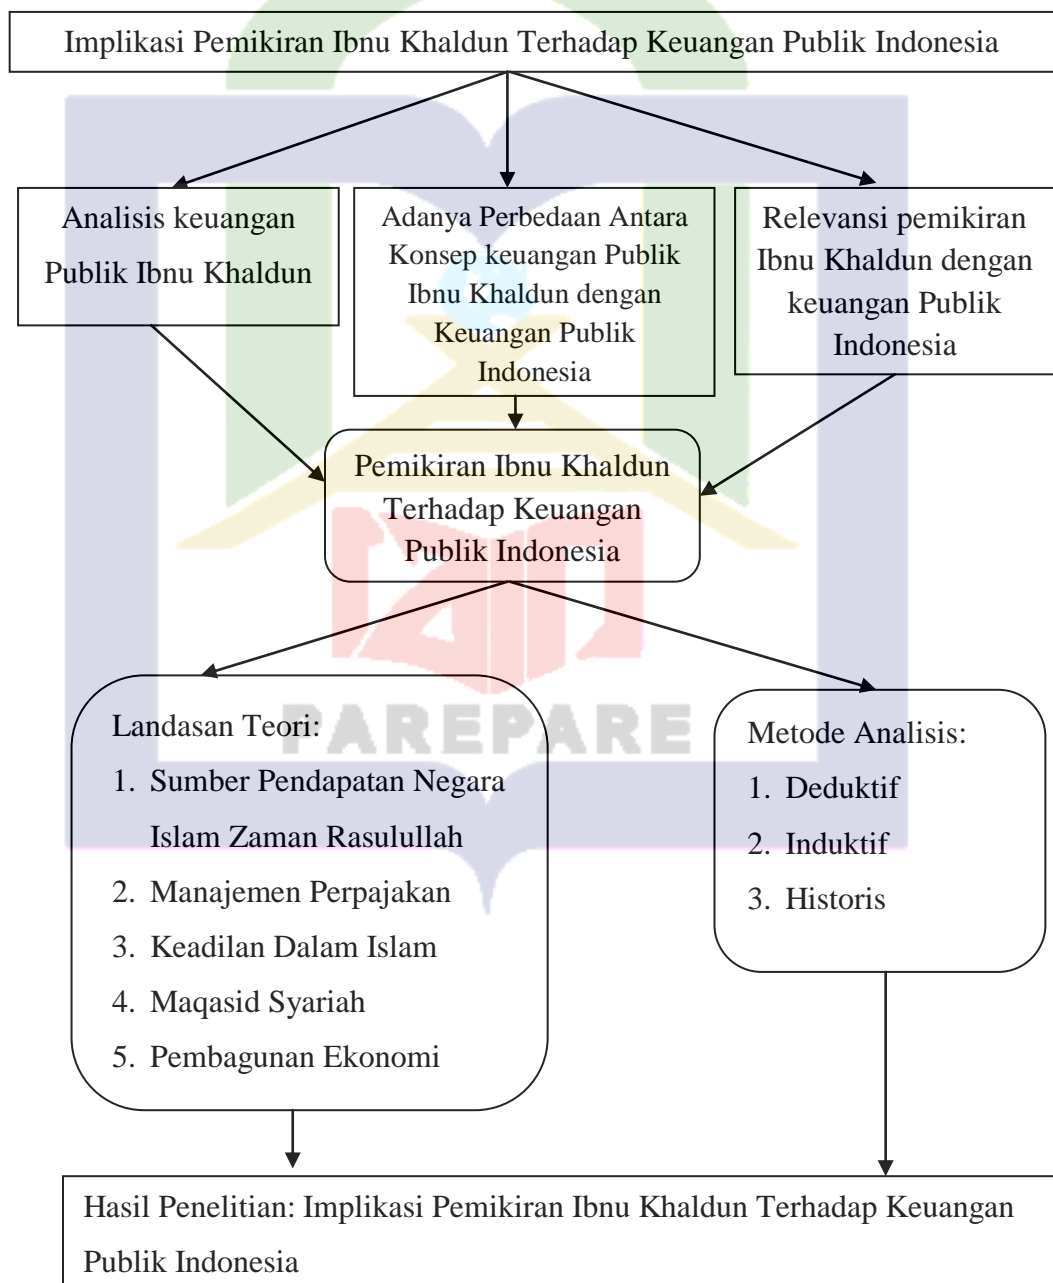 Implikasi Pemikiran Ibnu Khaldun Terhadap Keuangan Publik Indonesia
Analisis keuangan
Publik Ibnu Khaldun
Adanya Perbedaan Antara
Konsep keuangan Publik
Ibnu Khaldun dengan
Keuangan Publik
Indonesia
Relevansi pemikiran
Ibnu Khaldun dengan
keuangan Publik
Indonesia
Pemikiran Ibnu Khaldun
Terhadap Keuangan
Publik Indonesia
Landasan Teori:
1. Sumber Pendapatan Negara
Islam Zaman Rasulullah
2. Manajemen Perpajakan
3. Keadilan Dalam Islam
4. Maqasid Syariah
5. Pembagunan Ekonomi
Metode Analisis:
1. Deduktif
2. Induktif
3. Historis
PAREPARE
Hasil Penelitian: Implikasi Pemikiran Ibnu Khaldun Terhadap Keuangan
Publik Indonesia